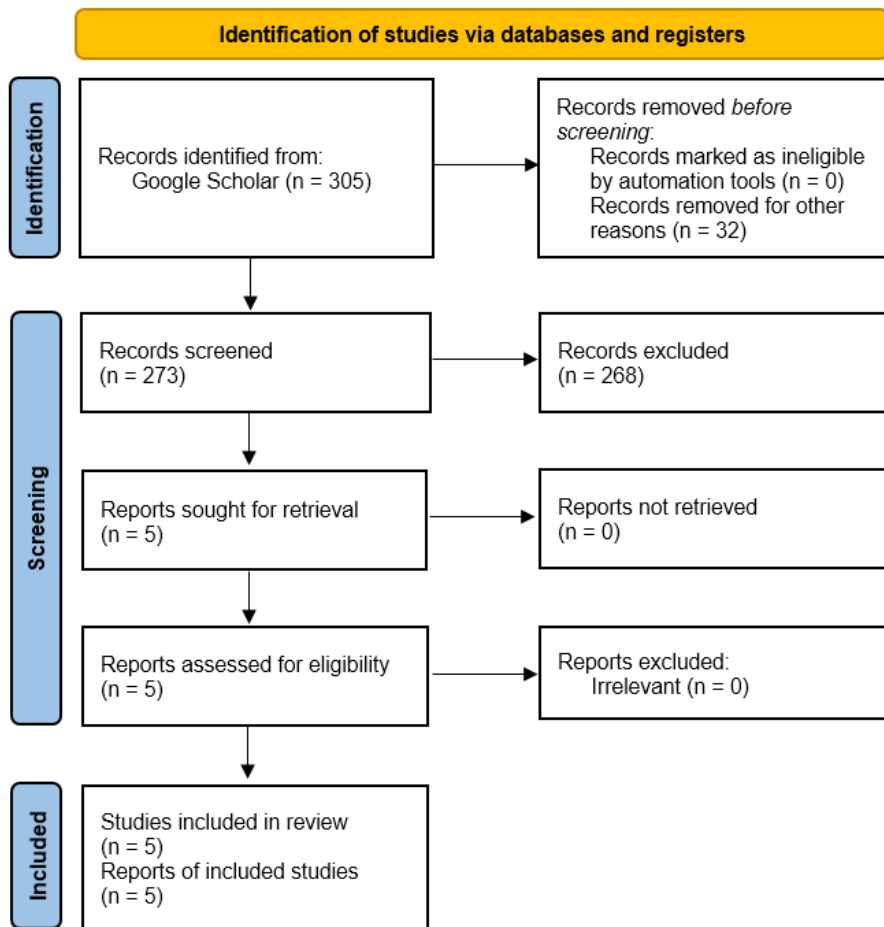 Identification of studies via databases and registers
Identification
Records identified from:
Google Scholar (n = 305)
Records removed before
screening:
Records marked as ineligible
by automation tools (n = 0)
Records removed for other
reasons (n = 32)
Screening
Records screened
(n = 273)
Records excluded
(n = 268)
Reports sought for retrieval
(n = 5)
Reports not retrieved
(n = 0)
Reports assessed for eligibility
(n = 5)
Reports excluded:
Irrelevant (n = 0)
Included
Studies included in review
(n = 5)
Reports of included studies
(n = 5)